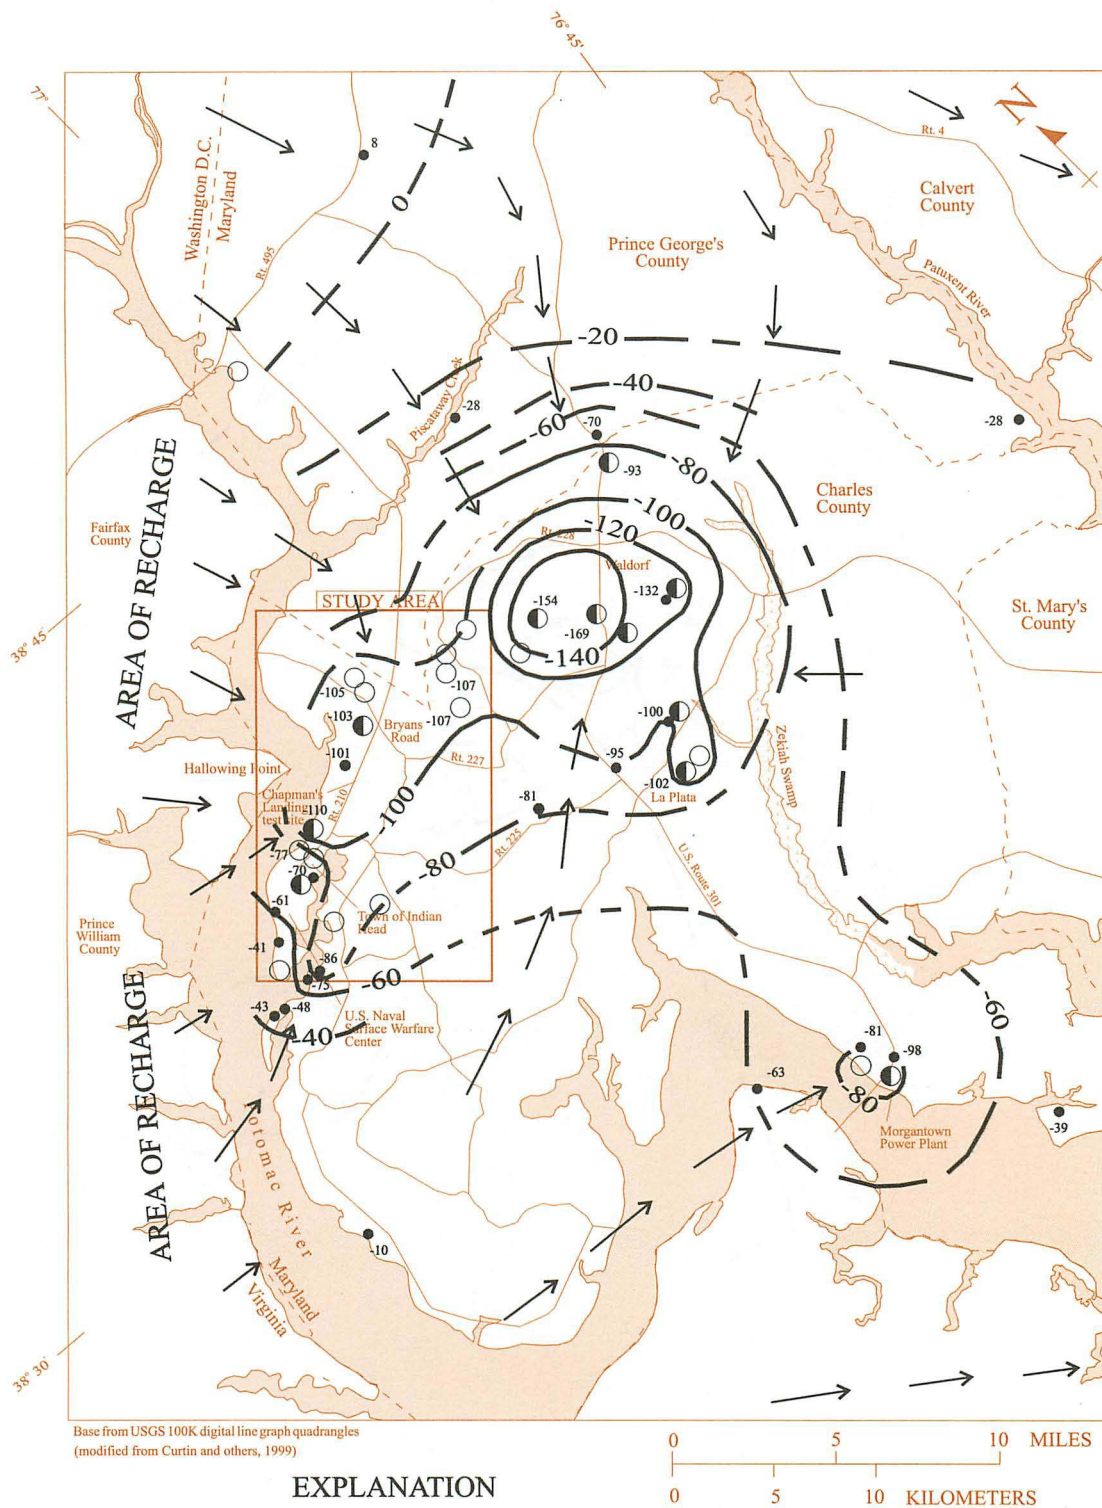 76° 45'
77°
N
Rt. 4
Calvert
County
8
Washington D.C.
Maryland
0
Rt. 495
Prince George's
County
Patuxent River
-20
-40
Piscataway Creek
-28
-60
-70
-28
-80
-93
AREA OF RECHARGE
Fairfax
County
Charles
County
-100
-120
Rt. 228
Waldorf
STUDY AREA
-154
-132
-169
St. Mary's
County
38° 45'
-140
-105
-107
-103
-107
Bryans
Road
-100
-95
-101
Rt. 227
Zekiah Swamp
Hallowing Point
-102
La Plata
Chapman's
Landing
test site
Rt. 210
-110
-100
-81
Rt. 225
-77
-70
-80
U.S. Route 301
-61
Town of Indian
Head
Prince
William
County
-41
-86
-75
-60
-43
-48
-40
U.S. Naval
Surface Warfare
Center
-60
-81
-98
-63
-80
AREA OF RECHARGE
Morgantown
Power Plant
-39
Potomac River
-10
Maryland
Virginia
38° 30'
Base from USGS 100K digital line graph quadrangles
(modified from Curtin and others, 1999)
0 5 10 MILES
0 5 10 KILOMETERS
EXPLANATION